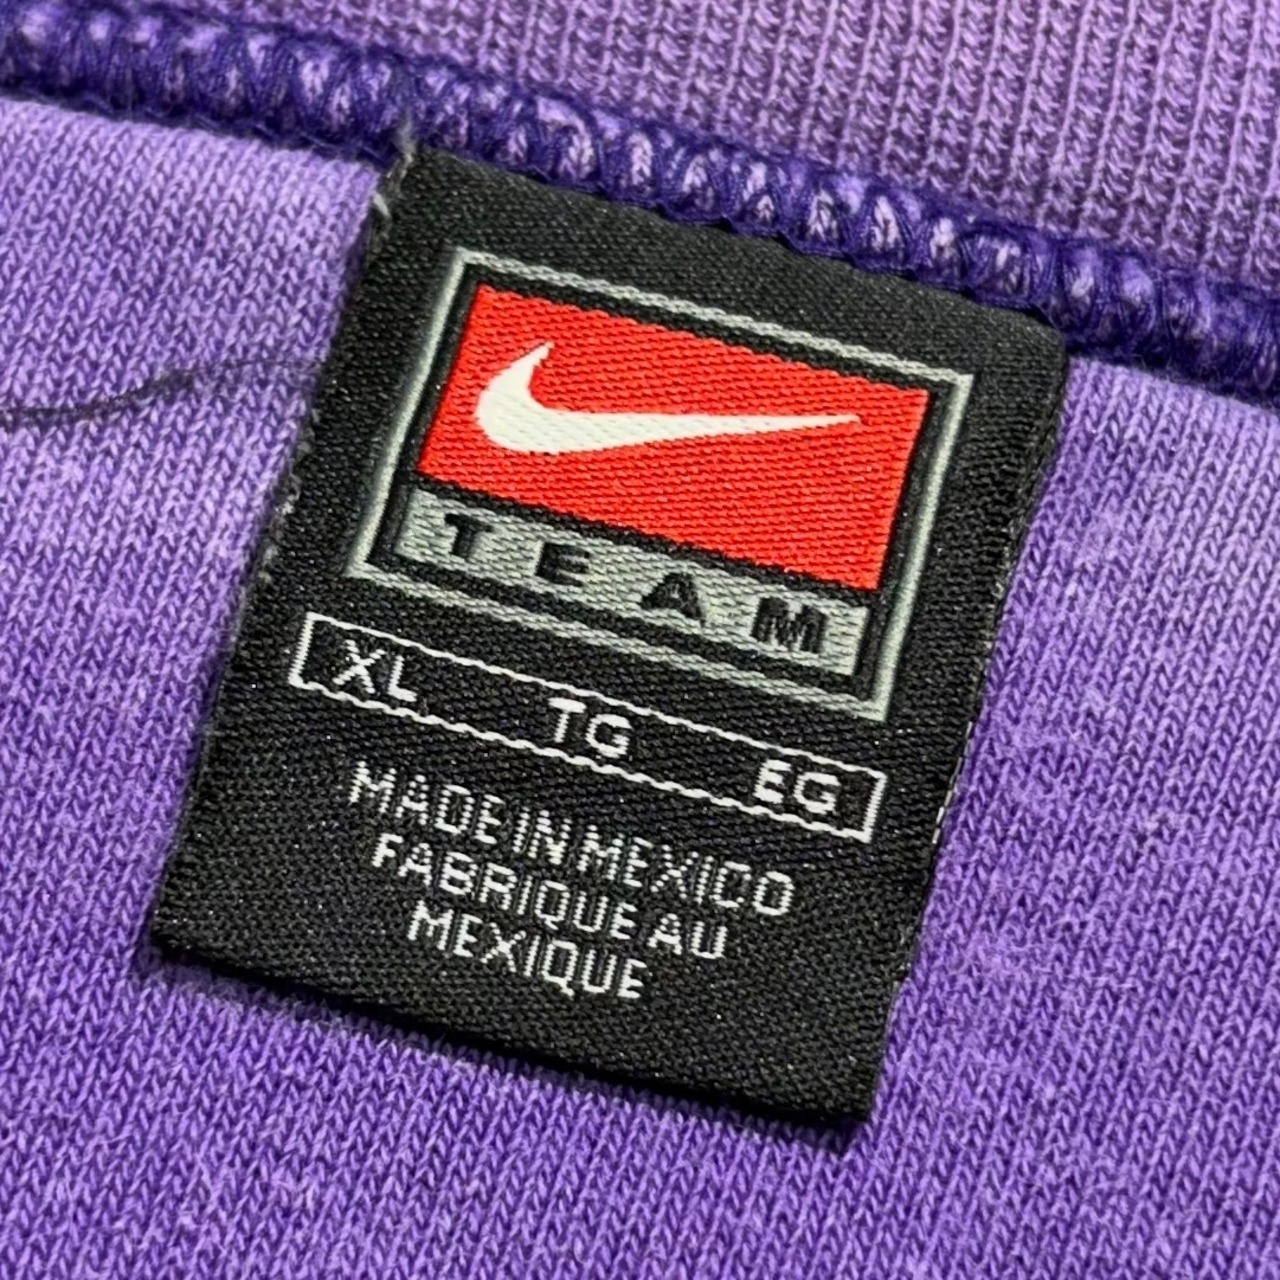 TEAM
XL TG EG
MADE IN MEXICO
FABRIQUE AU
MEXIQUE